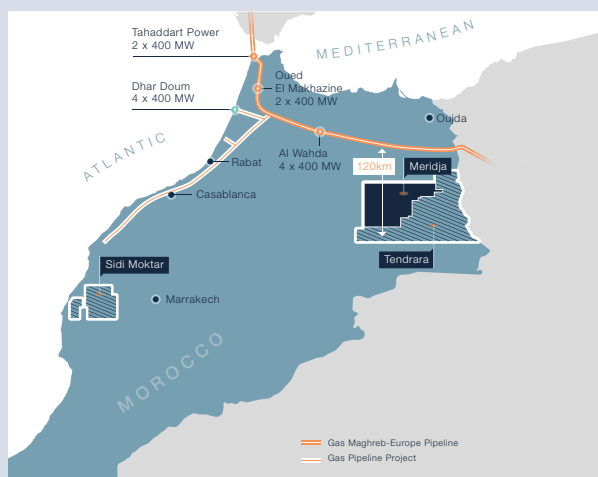 Tahaddart Power
2 x 400 MW
MEDITERRANEAN
Oued
El Makhazine
2 x 400 MW
Dhar Doum
4 x 400 MW
Oujda
ATLANTIC
Al Wahda
4 x 400 MW
120km
Meridja
Rabat
Casablanca
Tendrara
Sidi Moktar
Marrakech
MOROCCO
Gas Maghreb-Europe Pipeline
Gas Pipeline Project